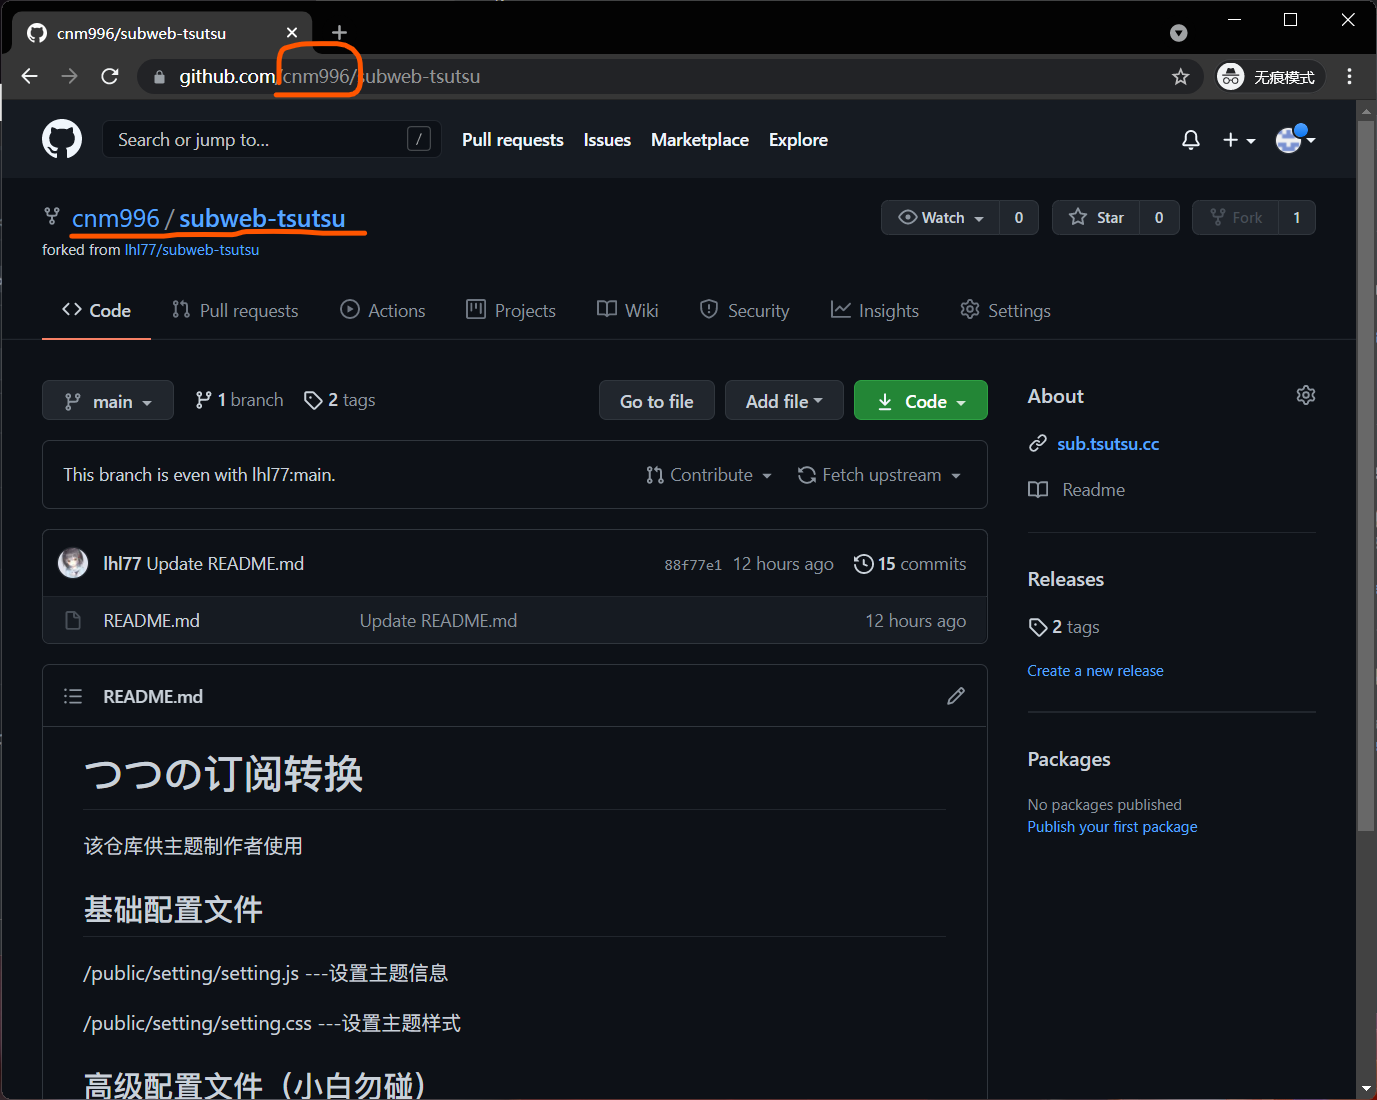 cnm996/subweb-tsutsu
github.com/cnm996/subweb-tsutsu
无痕模式
Search or jump to...
/
Pull requests
Issues
Marketplace
Explore
cnm996 / subweb-tsutsu
Watch 0
Star 0
Fork 1
forked from lhl77/subweb-tsutsu
Code
Pull requests
Actions
Projects
Wiki
Security
Insights
Settings
main
1 branch
2 tags
Go to file
Add file
Code
This branch is even with lhl77:main.
Contribute
Fetch upstream
lhl77 Update README.md
88f77e1 12 hours ago
15 commits
README.md
Update README.md
12 hours ago
README.md
つつの订阅转换
该仓库供主题制作者使用
基础配置文件
/public/setting/setting.js ---设置主题信息
/public/setting/setting.css ---设置主题样式
高级配置文件（小白勿碰）
About
sub.tsutsu.cc
Readme
Releases
2 tags
Create a new release
Packages
No packages published
Publish your first package